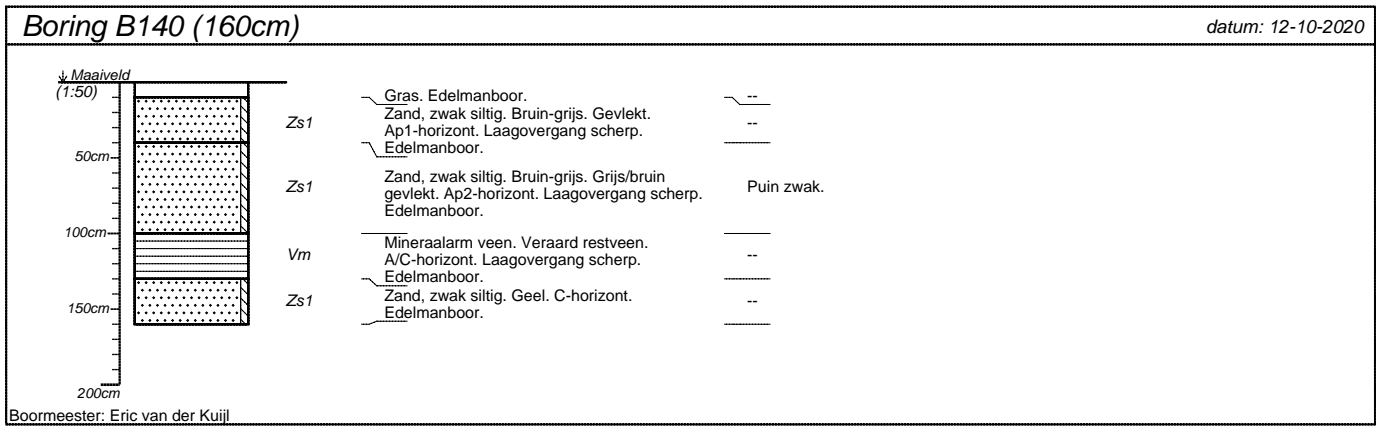 Boring B140 (160cm)
datum: 12-10-2020
Maaiveld
(1:50)
Gras. Edelmanboor.
--
Zs1
Zand, zwak siltig. Bruin-grijs. Gevlekt.
Ap1-horizont. Laagovergang scherp.
Edelmanboor.
--
50cm
Zs1
Zand, zwak siltig. Bruin-grijs. Grijs/bruin
gevlekt. Ap2-horizont. Laagovergang scherp.
Edelmanboor.
Puin zwak.
100cm
Vm
Mineraalarm veen. Veraard restveen.
A/C-horizont. Laagovergang scherp.
Edelmanboor.
--
Zs1
Zand, zwak siltig. Geel. C-horizont.
Edelmanboor.
--
150cm
200cm
Boormeester: Eric van der Kuijl